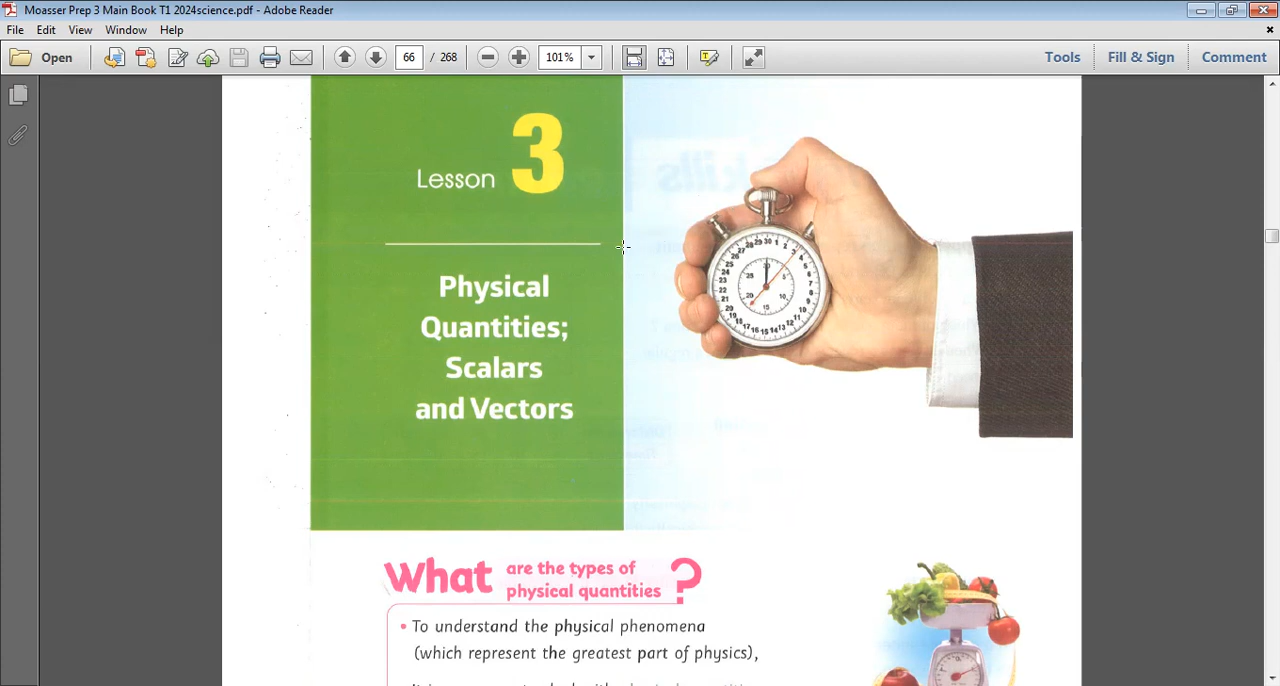 Moasser Prep 3 Main Book T1 2024science.pdf - Adobe Reader
File Edit View Window Help
Open 66 / 268 101% Tools Fill & Sign Comment
Lesson 3
Physical
Quantities;
Scalars
and Vectors
What are the types of
physical quantities ?
• To understand the physical phenomena
(which represent the greatest part of physics),